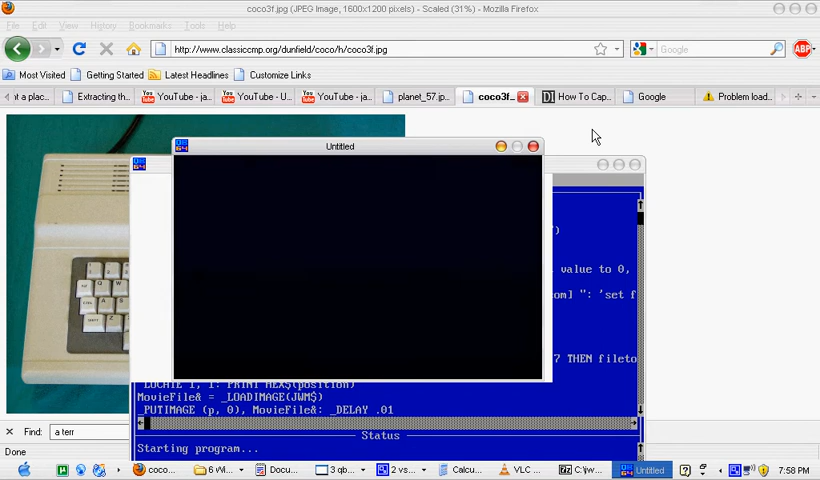 coco3f.jpg (JPEG Image, 1600x1200 pixels) - Scaled (31%) - Mozilla Firefox
File Edit View History Bookmarks Tools Help
http://www.classiccmp.org/dunfield/coco/h/coco3f.jpg
Google
ABP
Most Visited Getting Started Latest Headlines Customize Links
nt a plac... Extracting th... YouTube - ja... YouTube - U... YouTube - ja... planet_57.jp... coco3f... How To Cap... Google Problem load...
Untitled
')
value to 0,
om] ": 'set f
7 THEN fileto
LOCATE 1, 1: PRINT HEX$(position)
MovieFile& = _LOADIMAGE(JWM$)
_PUTIMAGE (p, 0), MovieFile&: _DELAY .01
Status
Starting program...
Find: a terr
Done
coco... 6 Wi... Docu... 3 qb... 2 vs... Calcu... VLC ... C:\jw... Untitled 7:58 PM